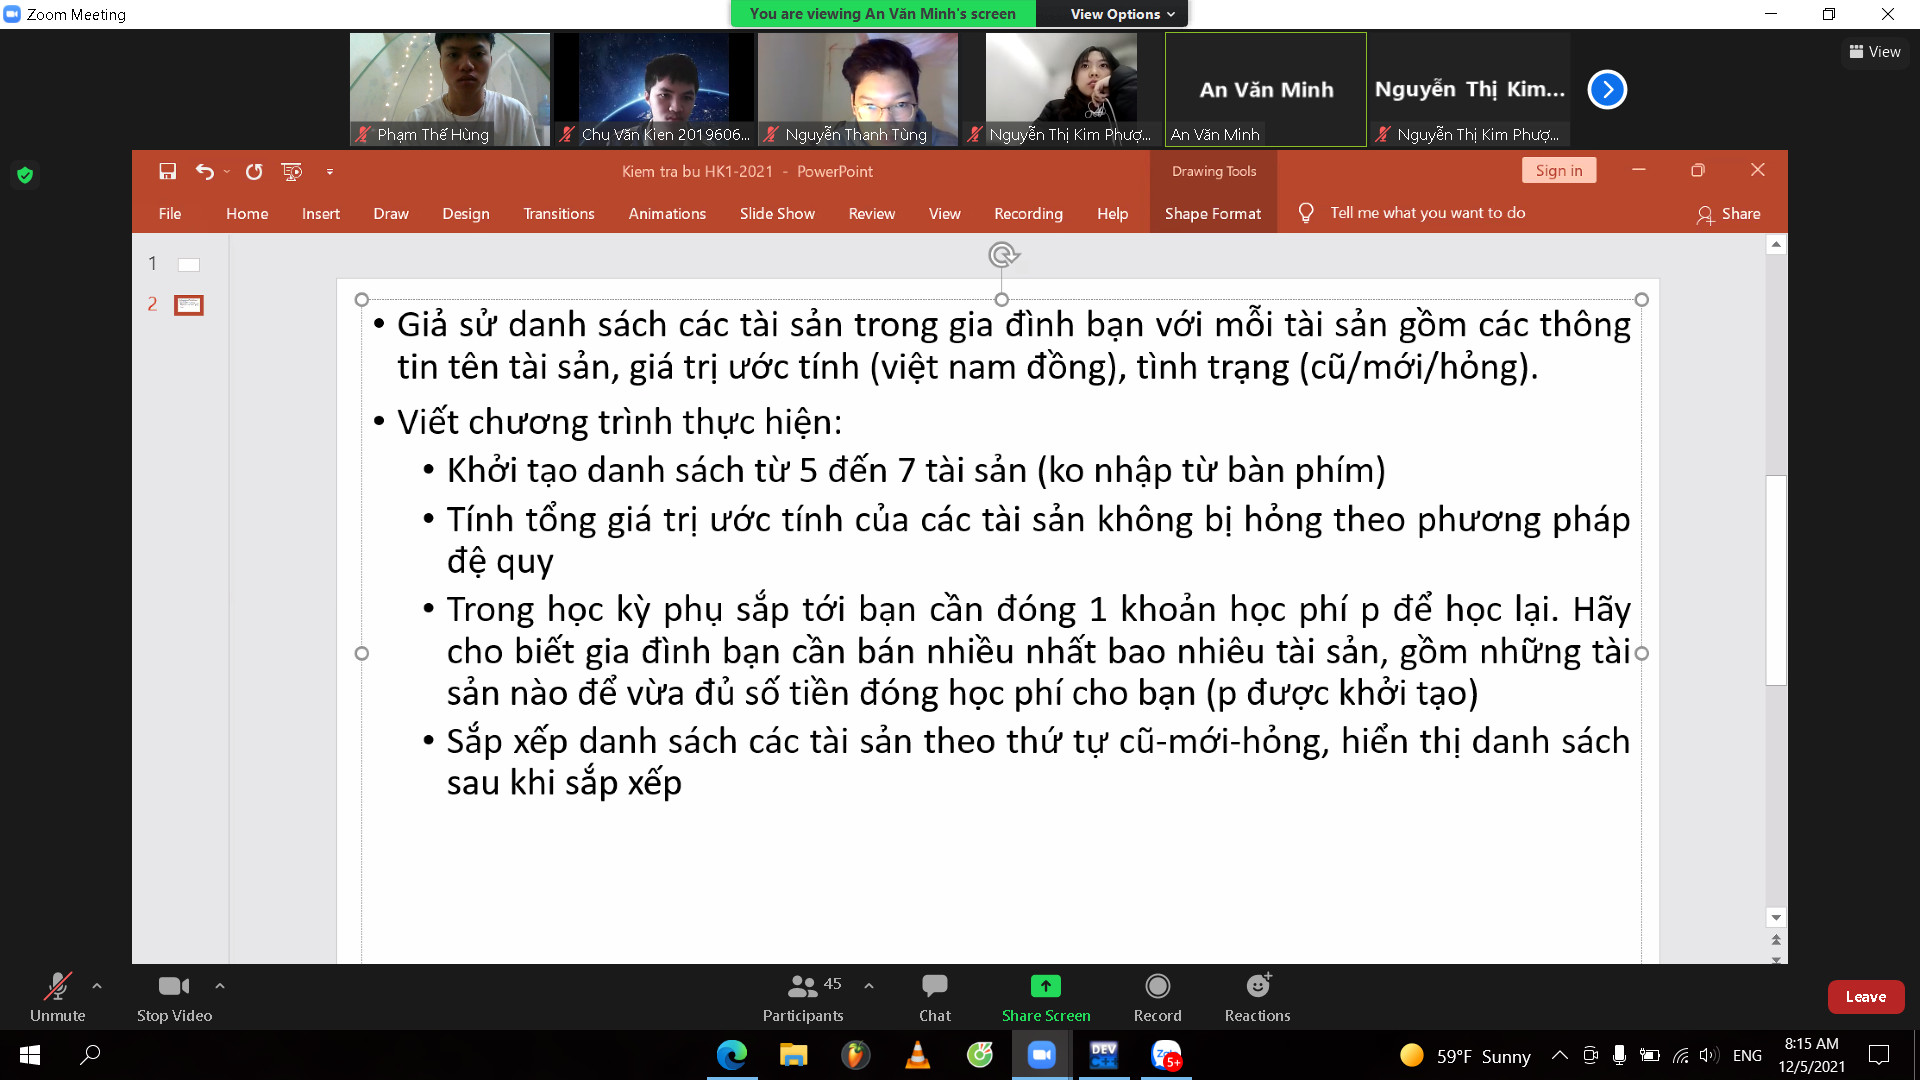 Zoom Meeting
You are viewing An Văn Minh's screen
View Options
View
Phạm Thế Hùng
Chu Văn Kien 2019606...
Nguyễn Thanh Tùng
Nguyễn Thị Kim Phượ...
An Văn Minh
An Văn Minh
Nguyễn Thị Kim...
Nguyễn Thị Kim Phượ...
Kiem tra bu HK1-2021 - PowerPoint
Drawing Tools
Sign in
File Home Insert Draw Design Transitions Animations Slide Show Review View Recording Help Shape Format Tell me what you want to do Share
1
2
• Giả sử danh sách các tài sản trong gia đình bạn với mỗi tài sản gồm các thông
tin tên tài sản, giá trị ước tính (việt nam đồng), tình trạng (cũ/mới/hỏng).
• Viết chương trình thực hiện:
• Khởi tạo danh sách từ 5 đến 7 tài sản (ko nhập từ bàn phím)
• Tính tổng giá trị ước tính của các tài sản không bị hỏng theo phương pháp
đệ quy
• Trong học kỳ phụ sắp tới bạn cần đóng 1 khoản học phí p để học lại. Hãy
cho biết gia đình bạn cần bán nhiều nhất bao nhiêu tài sản, gồm những tài
sản nào để vừa đủ số tiền đóng học phí cho bạn (p được khởi tạo)
• Sắp xếp danh sách các tài sản theo thứ tự cũ-mới-hỏng, hiển thị danh sách
sau khi sắp xếp
Unmute
Stop Video
45
Participants
Chat
Share Screen
Record
Reactions
Leave
DEV
5+
59°F Sunny
ENG
8:15 AM
12/5/2021